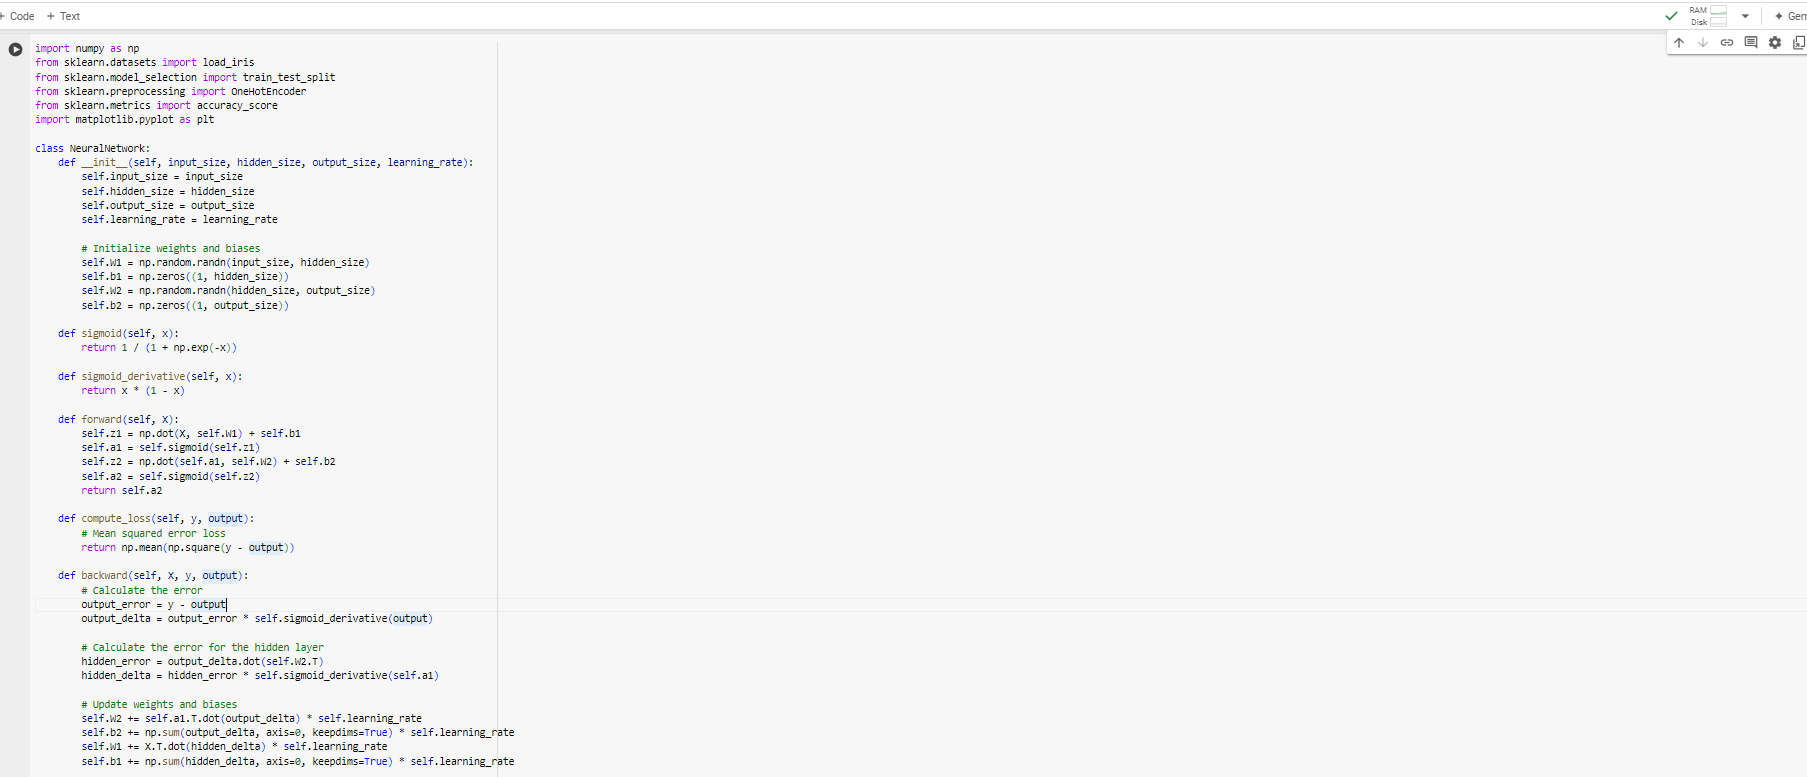 + Code + Text
RAM
Disk
Gem
import numpy as np
from sklearn.datasets import load_iris
from sklearn.model_selection import train_test_split
from sklearn.preprocessing import OneHotEncoder
from sklearn.metrics import accuracy_score
import matplotlib.pyplot as plt
class NeuralNetwork:
    def __init__(self, input_size, hidden_size, output_size, learning_rate):
        self.input_size = input_size
        self.hidden_size = hidden_size
        self.output_size = output_size
        self.learning_rate = learning_rate
        # Initialize weights and biases
        self.W1 = np.random.randn(input_size, hidden_size)
        self.b1 = np.zeros((1, hidden_size))
        self.W2 = np.random.randn(hidden_size, output_size)
        self.b2 = np.zeros((1, output_size))
    def sigmoid(self, x):
        return 1 / (1 + np.exp(-x))
    def sigmoid_derivative(self, x):
        return x * (1 - x)
    def forward(self, X):
        self.z1 = np.dot(X, self.W1) + self.b1
        self.a1 = self.sigmoid(self.z1)
        self.z2 = np.dot(self.a1, self.W2) + self.b2
        self.a2 = self.sigmoid(self.z2)
        return self.a2
    def compute_loss(self, y, output):
        # Mean squared error loss
        return np.mean(np.square(y - output))
    def backward(self, X, y, output):
        # Calculate the error
        output_error = y - output
        output_delta = output_error * self.sigmoid_derivative(output)
        # Calculate the error for the hidden layer
        hidden_error = output_delta.dot(self.W2.T)
        hidden_delta = hidden_error * self.sigmoid_derivative(self.a1)
        # Update weights and biases
        self.W2 += self.a1.T.dot(output_delta) * self.learning_rate
        self.b2 += np.sum(output_delta, axis=0, keepdims=True) * self.learning_rate
        self.W1 += X.T.dot(hidden_delta) * self.learning_rate
        self.b1 += np.sum(hidden_delta, axis=0, keepdims=True) * self.learning_rate